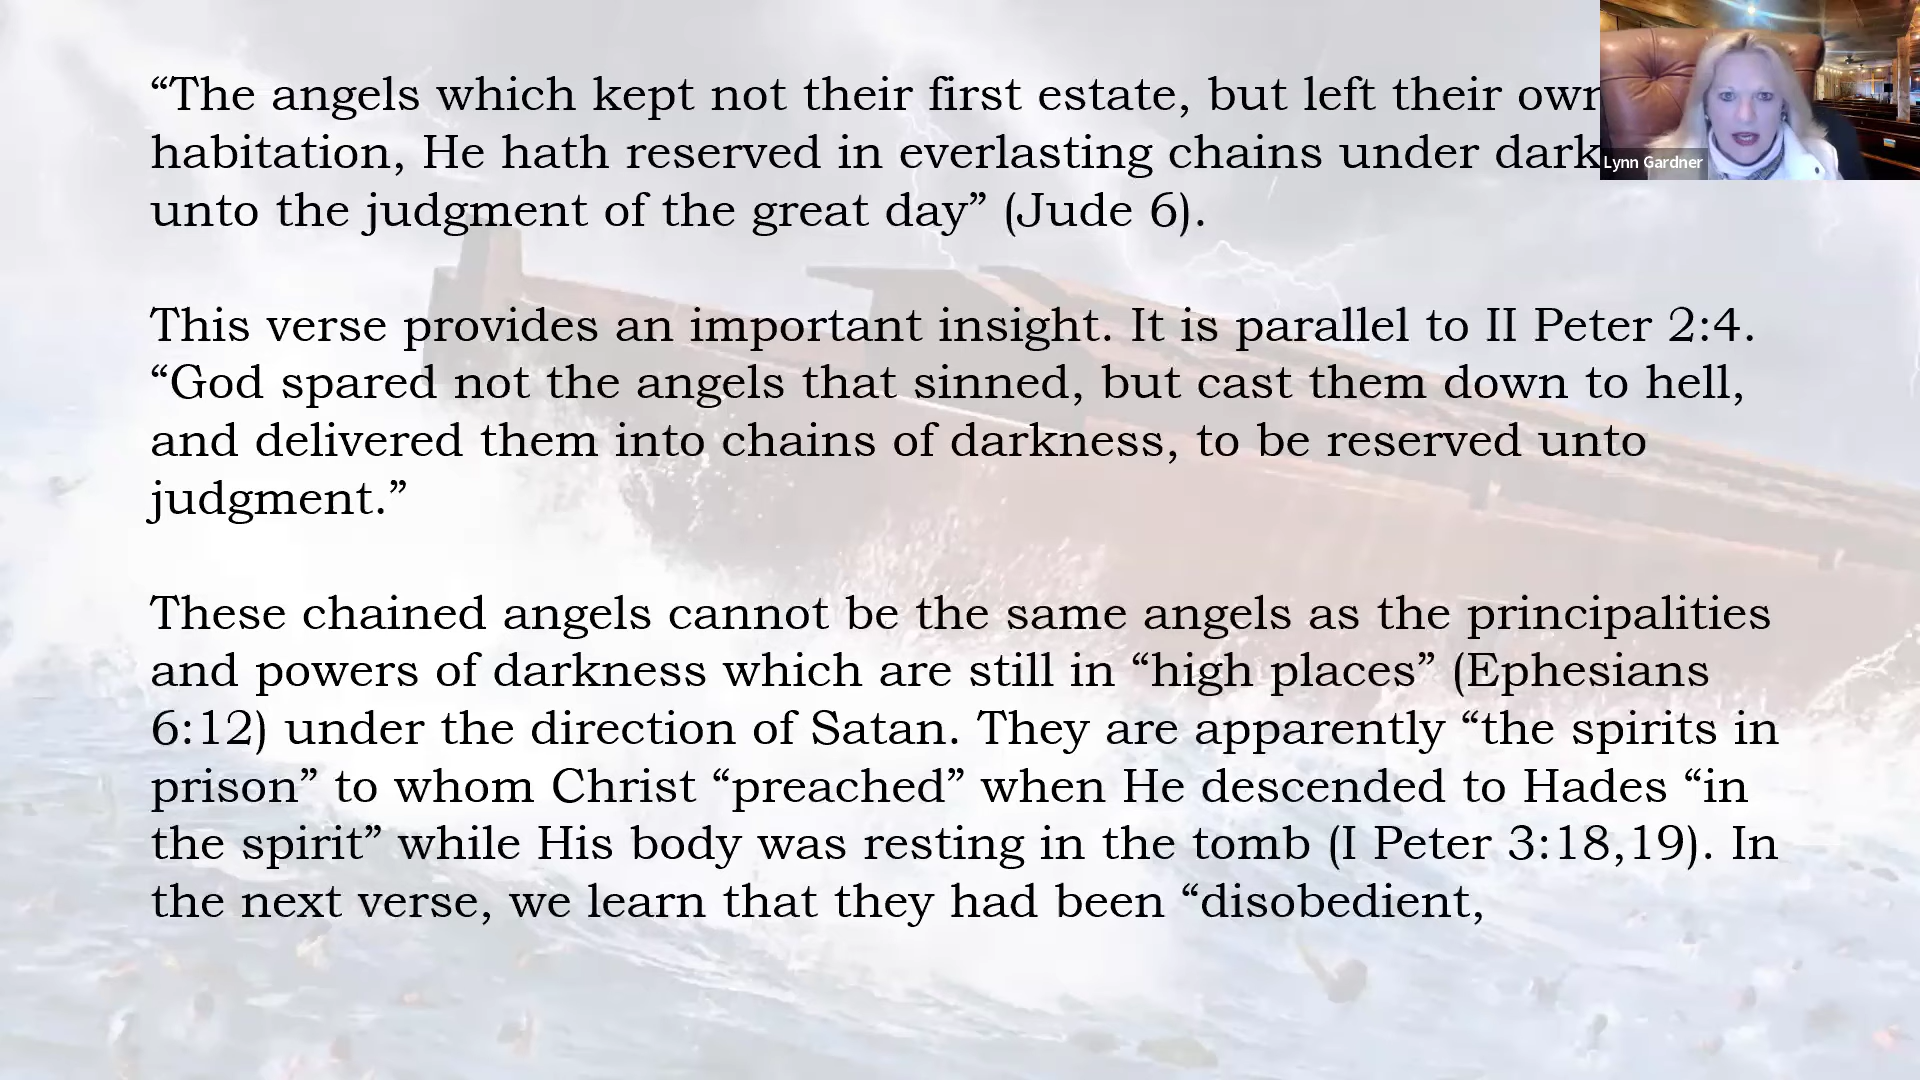 “The angels which kept not their first estate, but left their own
habitation, He hath reserved in everlasting chains under dark
unto the judgment of the great day” (Jude 6).
This verse provides an important insight. It is parallel to II Peter 2:4.
“God spared not the angels that sinned, but cast them down to hell,
and delivered them into chains of darkness, to be reserved unto
judgment.”
These chained angels cannot be the same angels as the principalities
and powers of darkness which are still in “high places” (Ephesians
6:12) under the direction of Satan. They are apparently “the spirits in
prison” to whom Christ “preached” when He descended to Hades “in
the spirit” while His body was resting in the tomb (I Peter 3:18,19). In
the next verse, we learn that they had been “disobedient,
Lynn Gardner